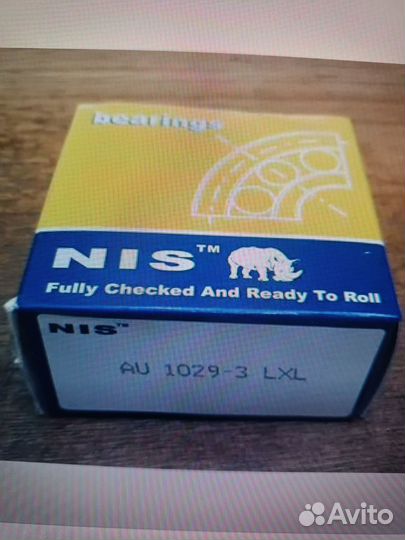 bearings
NIS™
Fully Checked And Ready To Roll
NIS™
AU 1029-3 LXL
Avito